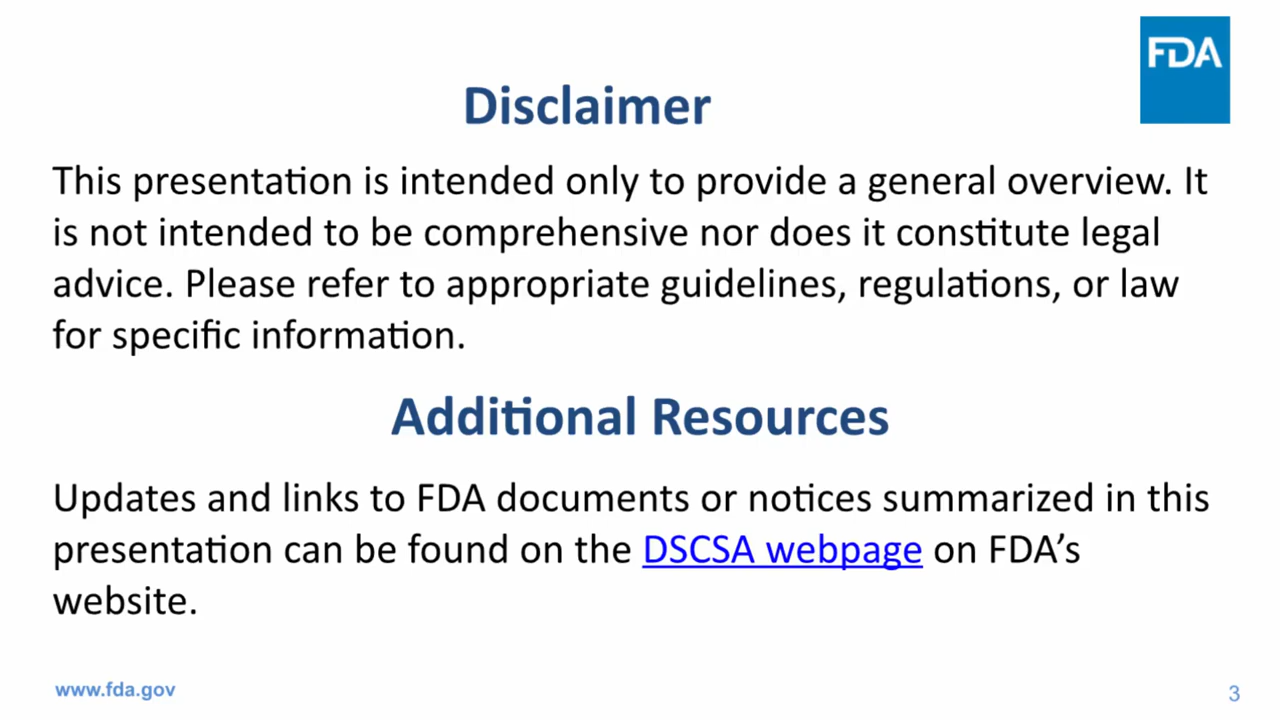 FDA
Disclaimer
This presentation is intended only to provide a general overview. It
is not intended to be comprehensive nor does it constitute legal
advice. Please refer to appropriate guidelines, regulations, or law
for specific information.
Additional Resources
Updates and links to FDA documents or notices summarized in this
presentation can be found on the DSCSA webpage on FDA’s
website.
www.fda.gov
3